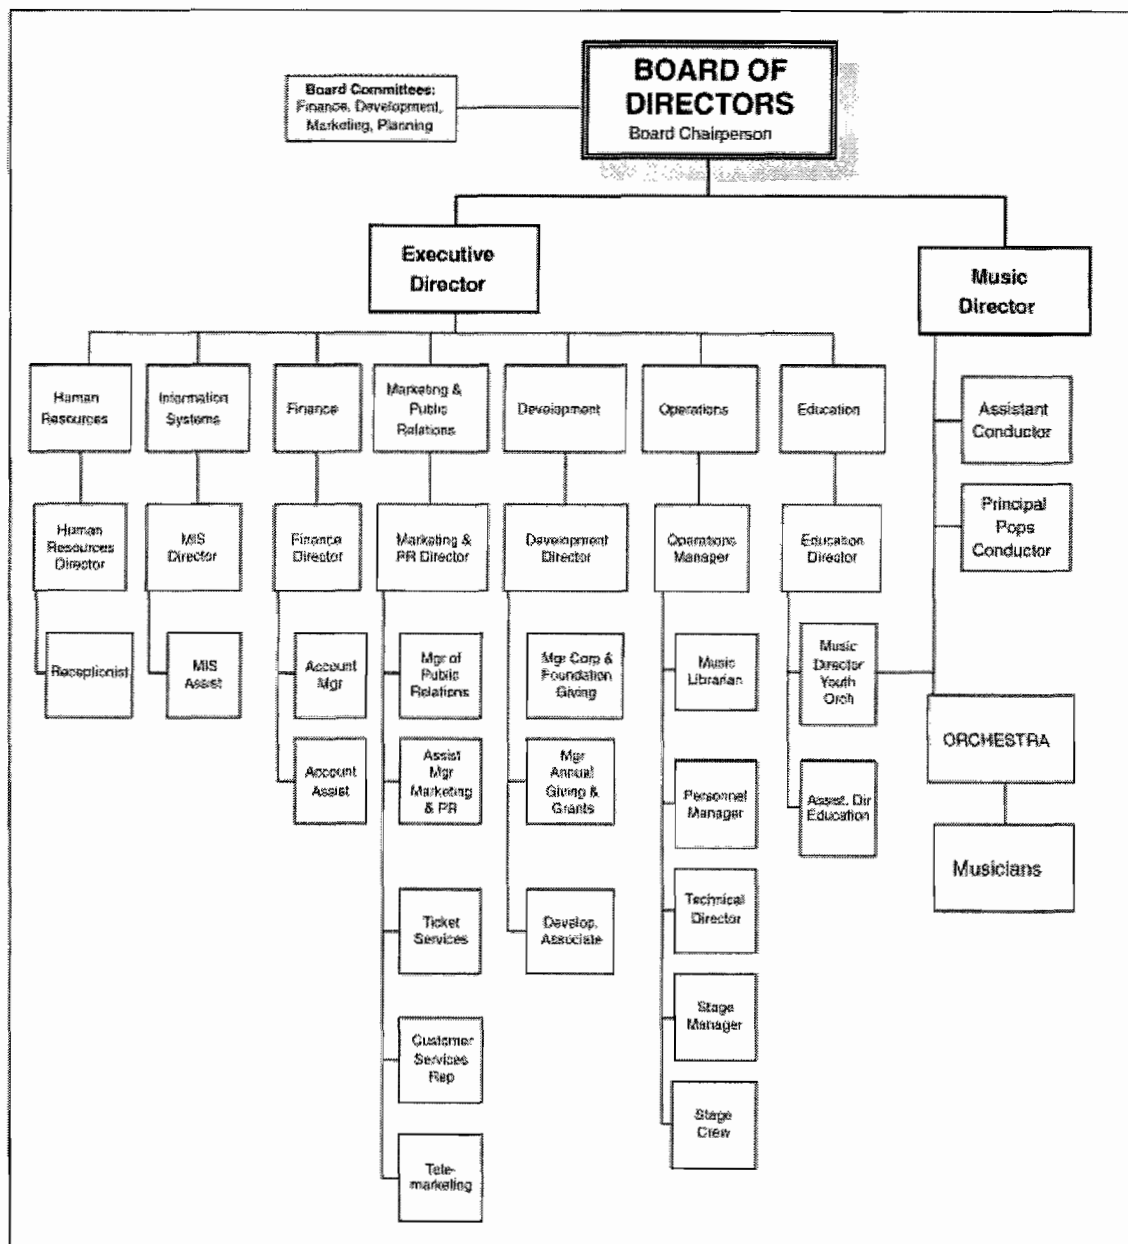 BOARD OF
DIRECTORS
Board Chairperson
Board Committees:
Finance, Development,
Marketing, Planning
Executive
Director
Music
Director
Human
Resources
Information
Systems
Finance
Marketing &
Public
Relations
Development
Operations
Education
Assistant
Conductor
Principal
Pops
Conductor
Human
Resources
Director
MIS
Director
Finance
Director
Marketing &
PR Director
Development
Director
Operations
Manager
Education
Director
Receptionist
MIS
Assist
Account
Mgr
Mgr of
Public
Relations
Mgr Corp &
Foundation
Giving
Music
Librarian
Music
Director
Youth
Orch
ORCHESTRA
Account
Assist
Assist
Mgr
Marketing
& PR
Mgr
Annual
Giving &
Grants
Personnel
Manager
Assist. Dir
Education
Musicians
Ticket
Services
Develop.
Associate
Technical
Director
Customer
Services
Rep
Stage
Manager
Tele-
marketing
Stage
Crew